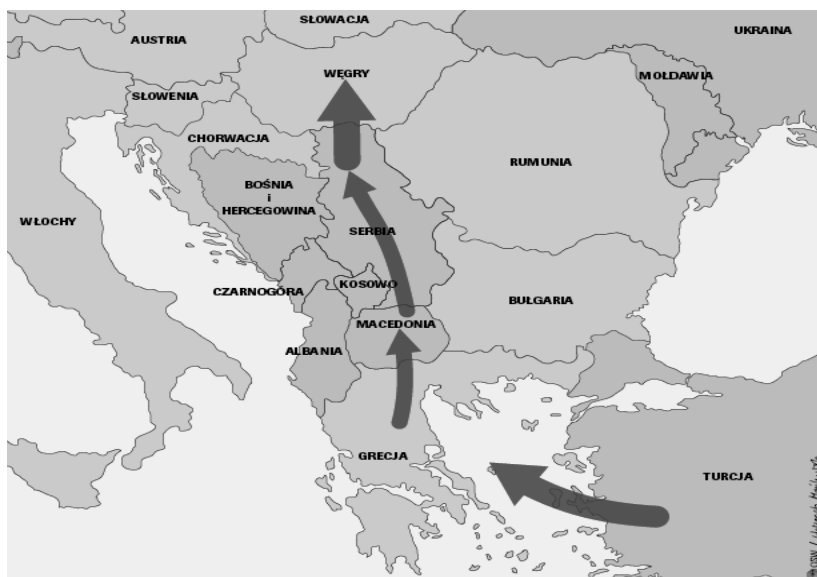 SŁOWACJA
UKRAINA
AUSTRIA
WĘGRY
MOŁDAWIA
SŁOWENIA
CHORWACJA
RUMUNIA
BOŚNIA
i
HERCEGOWINA
WŁOCHY
SERBIA
KOSOWO
CZARNOGÓRA
BUŁGARIA
MACEDONIA
ALBANIA
GRECJA
TURCJA